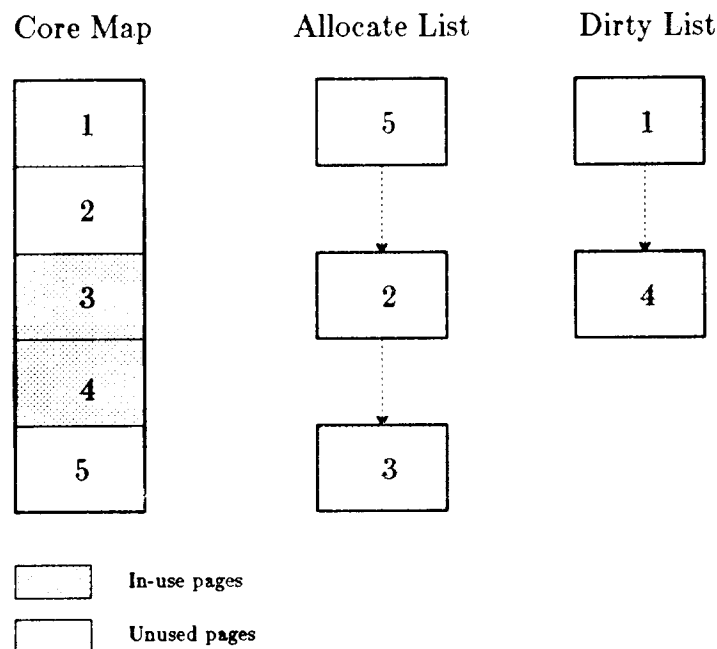 Core Map
Allocate List
Dirty List
1
2
3
4
5
5
2
3
1
4
In-use pages
Unused pages